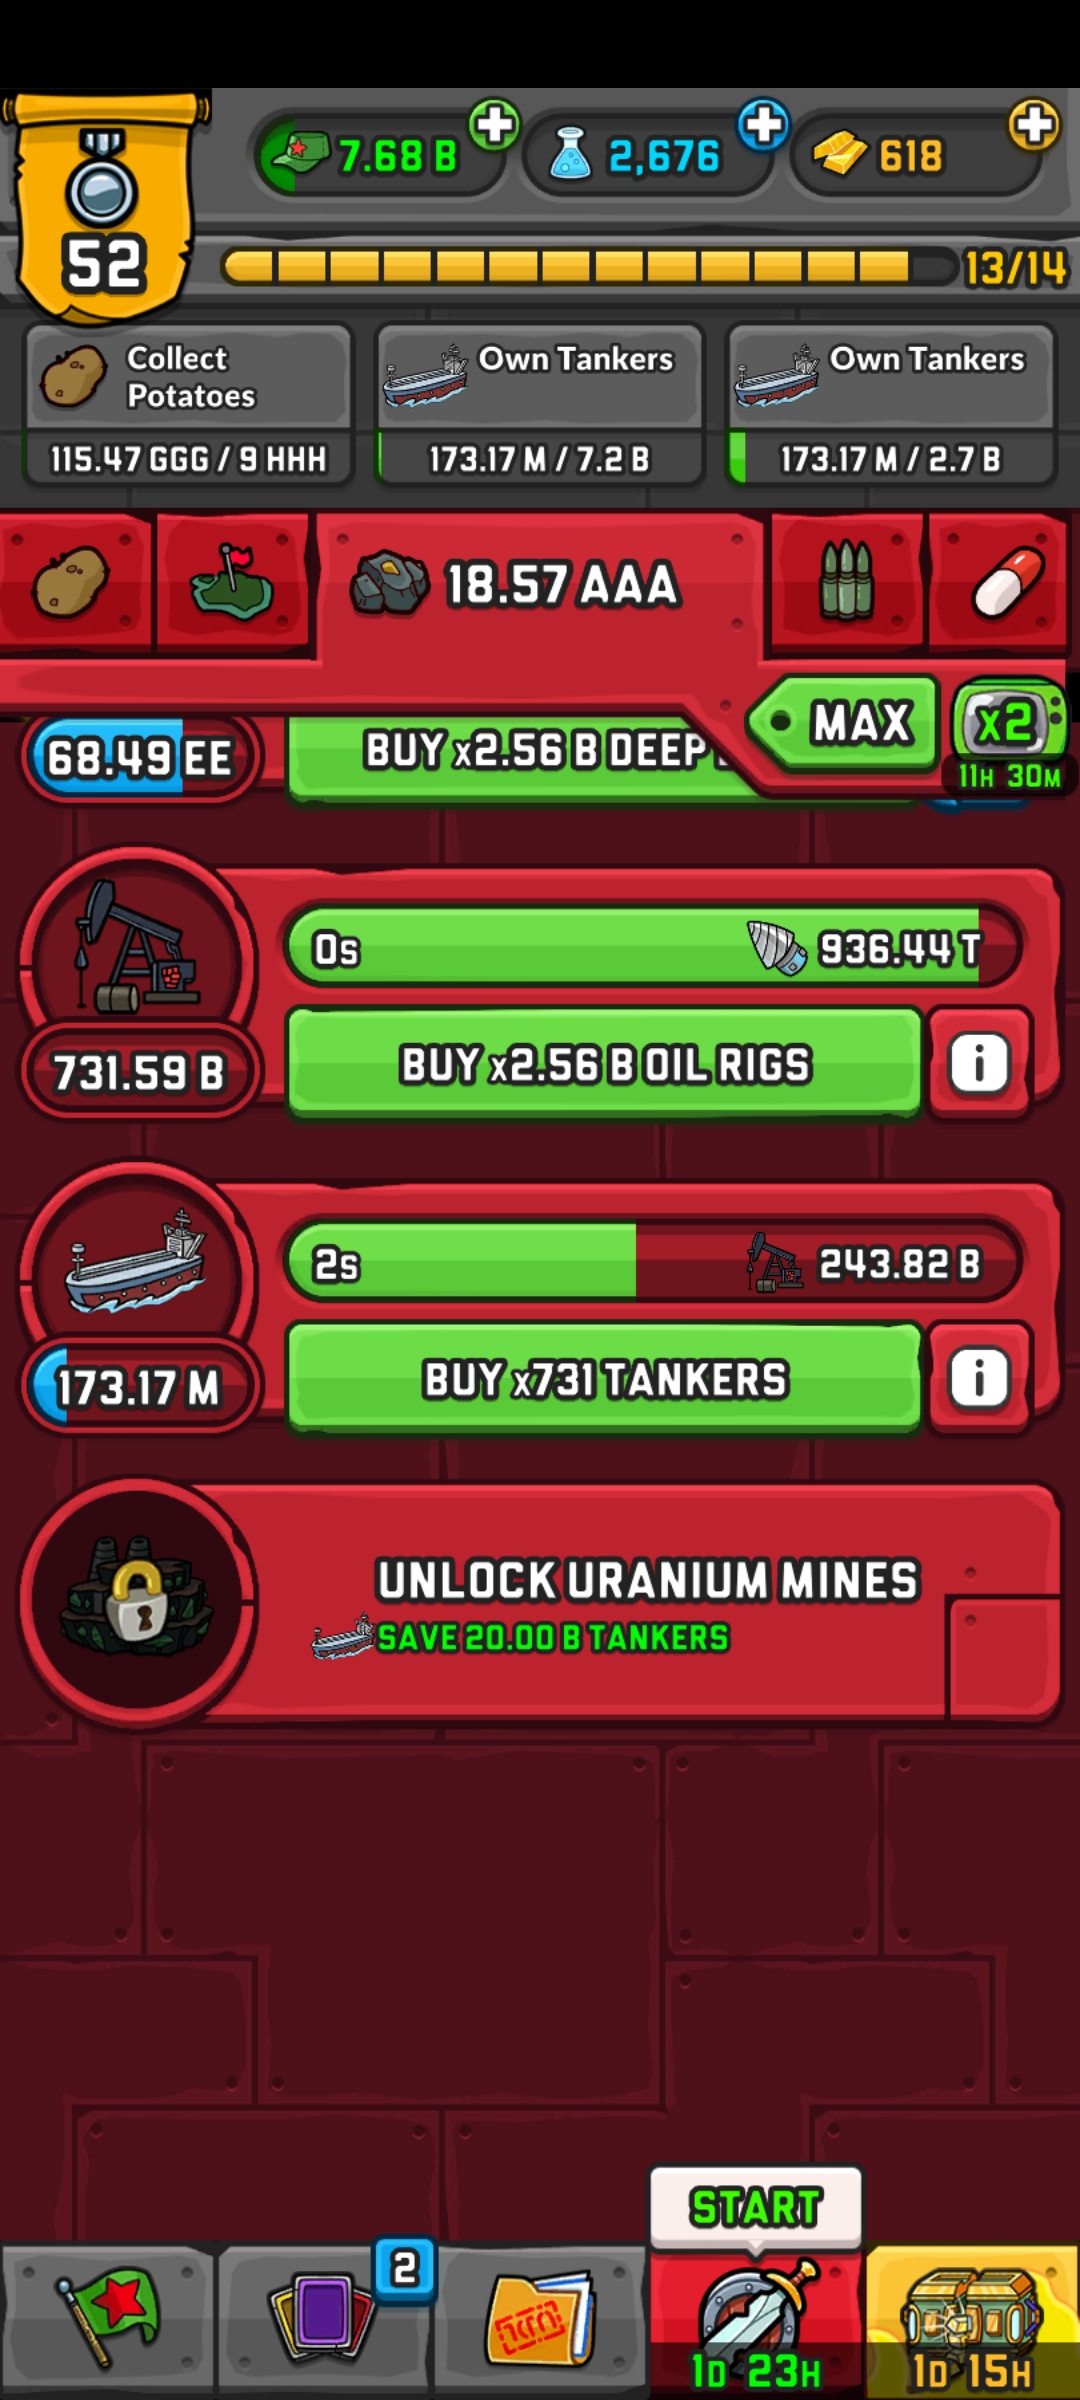 7.68 B
2,676
618
52
13/14
Collect
Potatoes
Own Tankers
Own Tankers
115.47 GGG / 9 HHH
173.17 M / 7.2 B
173.17 M / 2.7 B
18.57 AAA
MAX
x2
11H 30M
68.49 EE
BUY x2.56 B DEEP
0s
936.44 T
731.59 B
BUY x2.56 B OIL RIGS
i
2s
243.82 B
173.17 M
BUY x731 TANKERS
i
UNLOCK URANIUM MINES
SAVE 20.00 B TANKERS
START
2
1D 23H
1D 15H